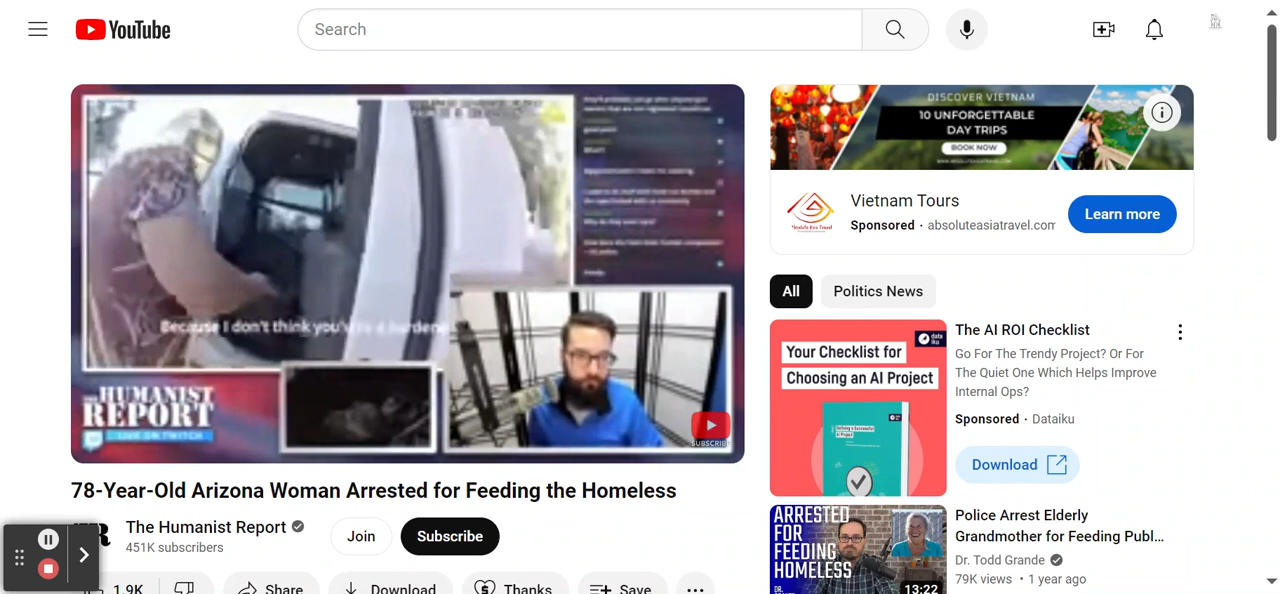 YouTube
Search
Because I don't think you
HUMANIST
REPORT
LIVE ON TWITCH
SUBSCRIBE
78-Year-Old Arizona Woman Arrested for Feeding the Homeless
The Humanist Report
451K subscribers
Join
Subscribe
1.9K
Share
Download
Thanks
Save
DISCOVER VIETNAM
10 UNFORGETTABLE
DAY TRIPS
BOOK NOW
WWW.ABSOLUTEASIATRAVEL.COM
Vietnam Tours
Sponsored · absoluteasiatravel.com
Learn more
All
Politics News
data
iku
Your Checklist for
Choosing an AI Project
The AI ROI Checklist
Go For The Trendy Project? Or For
The Quiet One Which Helps Improve
Internal Ops?
Sponsored · Dataiku
Download
ARRESTED
FOR
FEEDING
HOMELESS
13:22
Police Arrest Elderly
Grandmother for Feeding Publ...
Dr. Todd Grande
79K views • 1 year ago